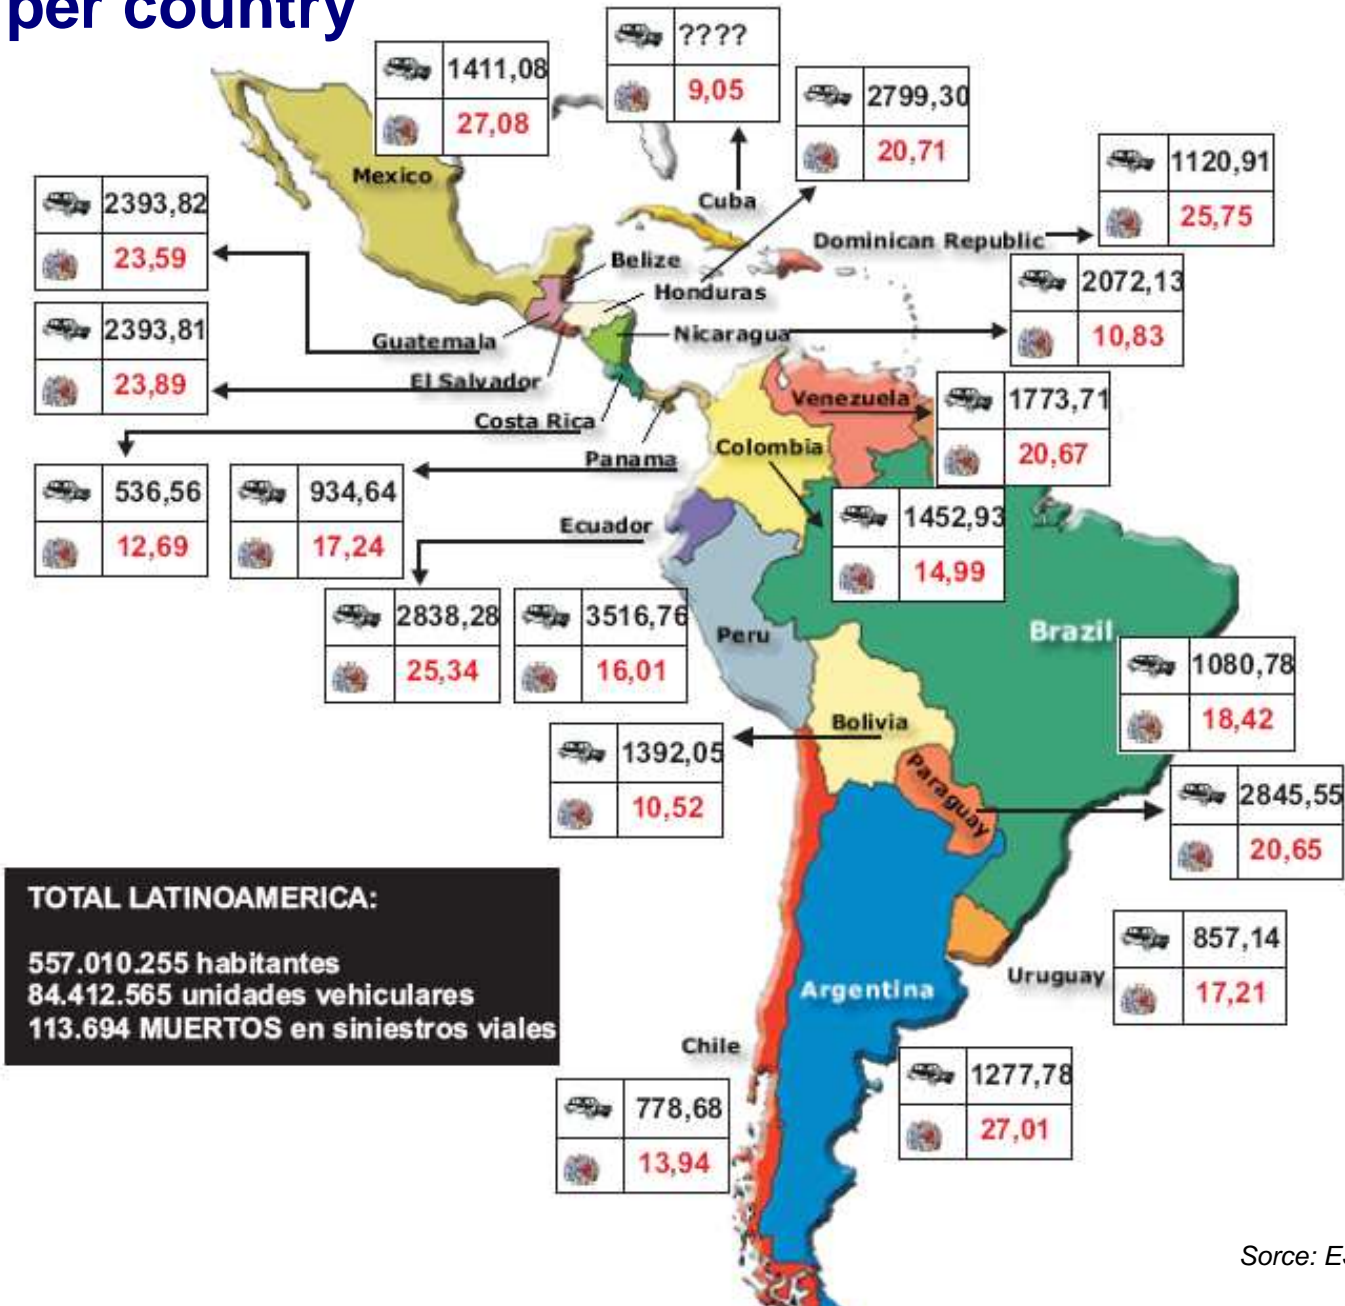 per country
????
9,05
1411,08
27,08
2799,30
20,71
1120,91
25,75
Mexico
Cuba
2393,82
23,59
Dominican Republic
Belize
2072,13
10,83
Honduras
2393,81
23,89
Guatemala
Nicaragua
El Salvador
Venezuela
1773,71
20,67
Costa Rica
Colombia
Panama
536,56
12,69
934,64
17,24
1452,93
14,99
Ecuador
2838,28
25,34
3516,76
16,01
Peru
Brazil
1080,78
18,42
Bolivia
1392,05
10,52
Paraguay
2845,55
20,65
TOTAL LATINOAMERICA:
557.010.255 habitantes
84.412.565 unidades vehiculares
113.694 MUERTOS en siniestros viales
857,14
17,21
Uruguay
Argentina
Chile
1277,78
27,01
778,68
13,94
Sorce: